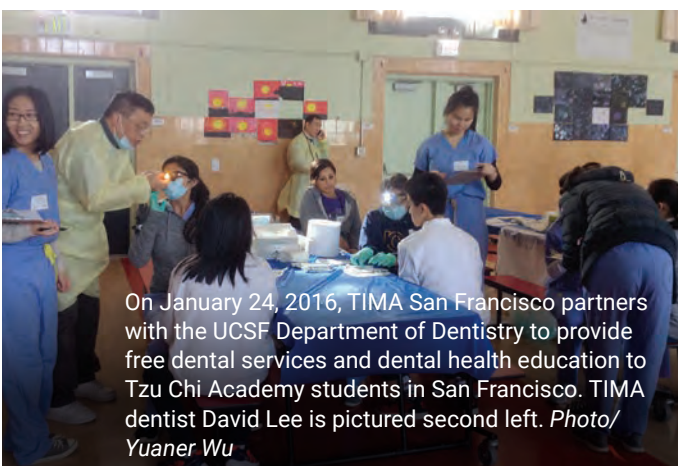 On January 24, 2016, TIMA San Francisco partners
with the UCSF Department of Dentistry to provide
free dental services and dental health education to
Tzu Chi Academy students in San Francisco. TIMA
dentist David Lee is pictured second left. Photo/
Yuaner Wu